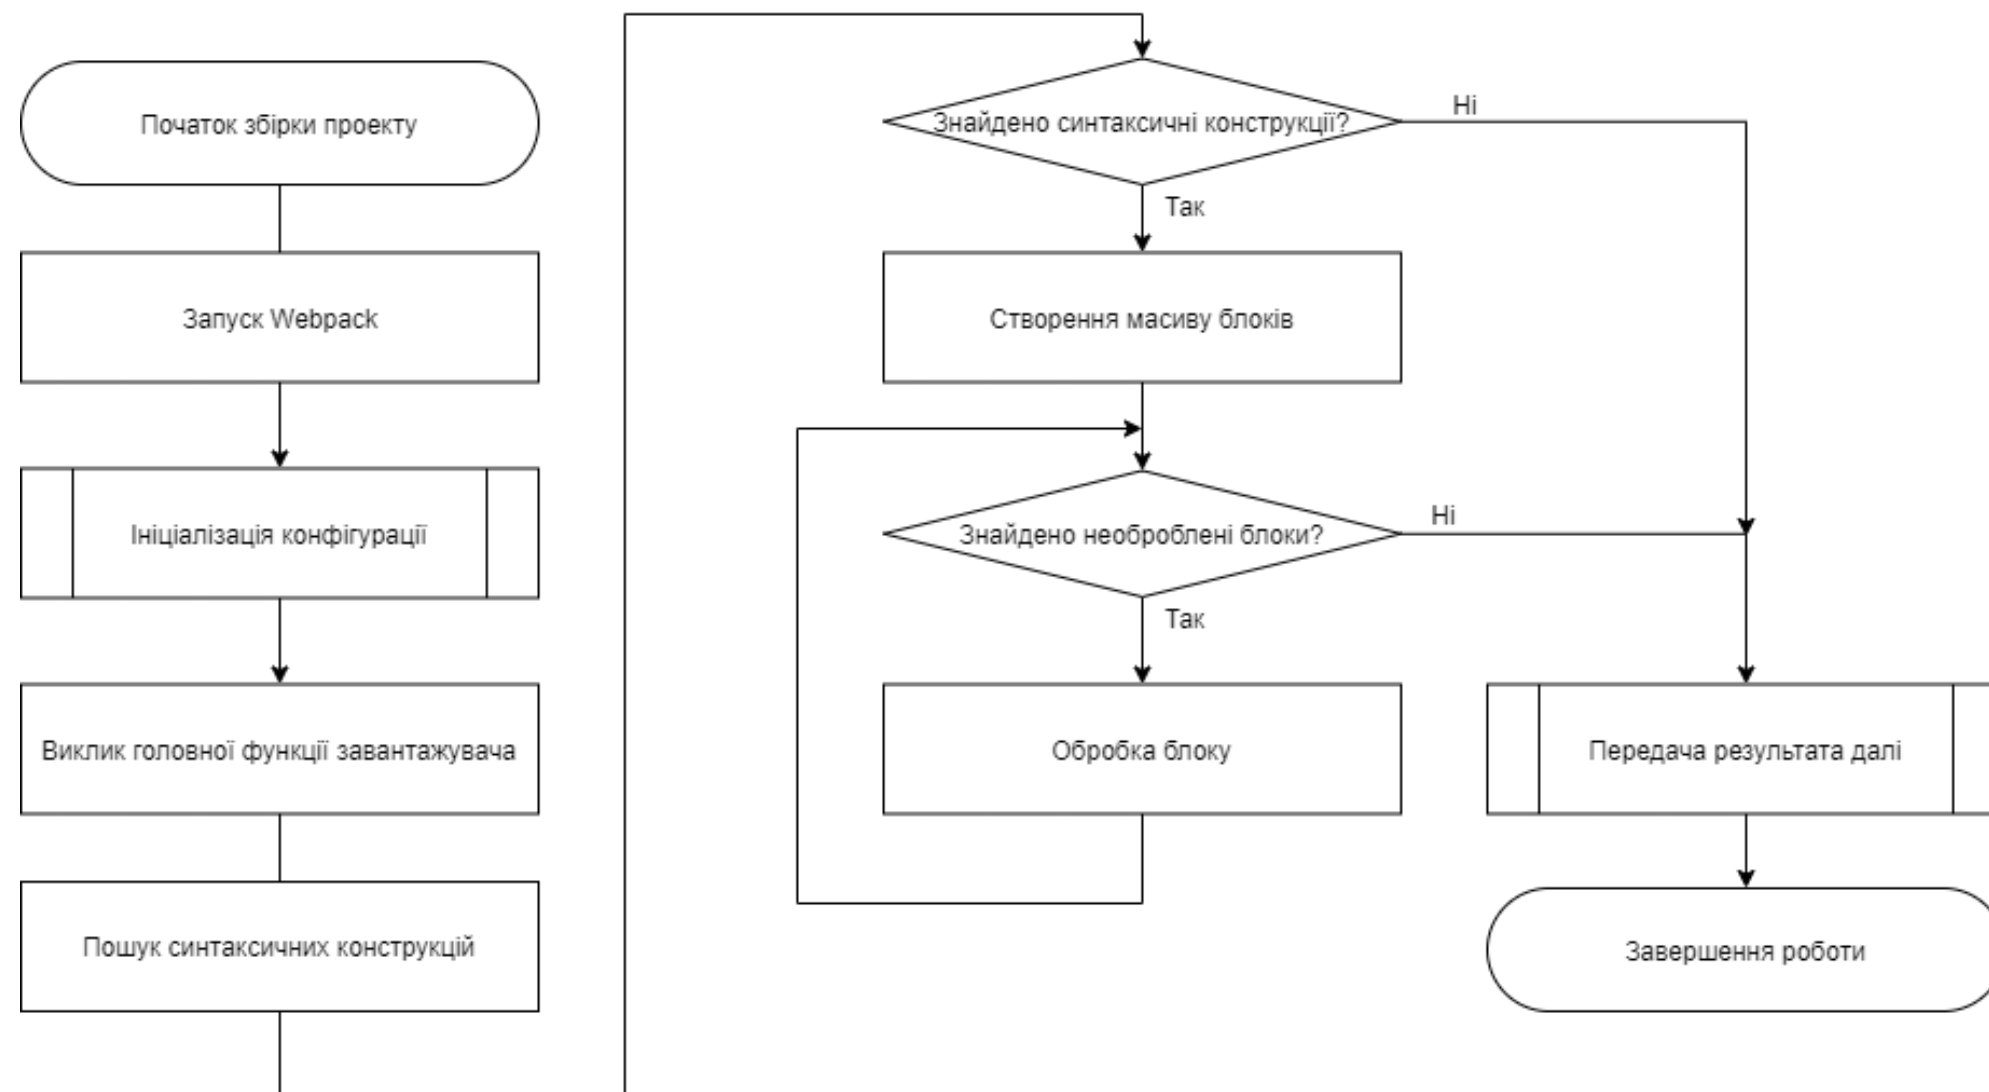 Початок збірки проекту
Запуск Webpack
Ініціалізація конфігурації
Виклик головної функції завантажувача
Пошук синтаксичних конструкцій
Знайдено синтаксичні конструкції?
Ні
Так
Створення масиву блоків
Знайдено необроблені блоки?
Ні
Так
Обробка блоку
Передача результата далі
Завершення роботи